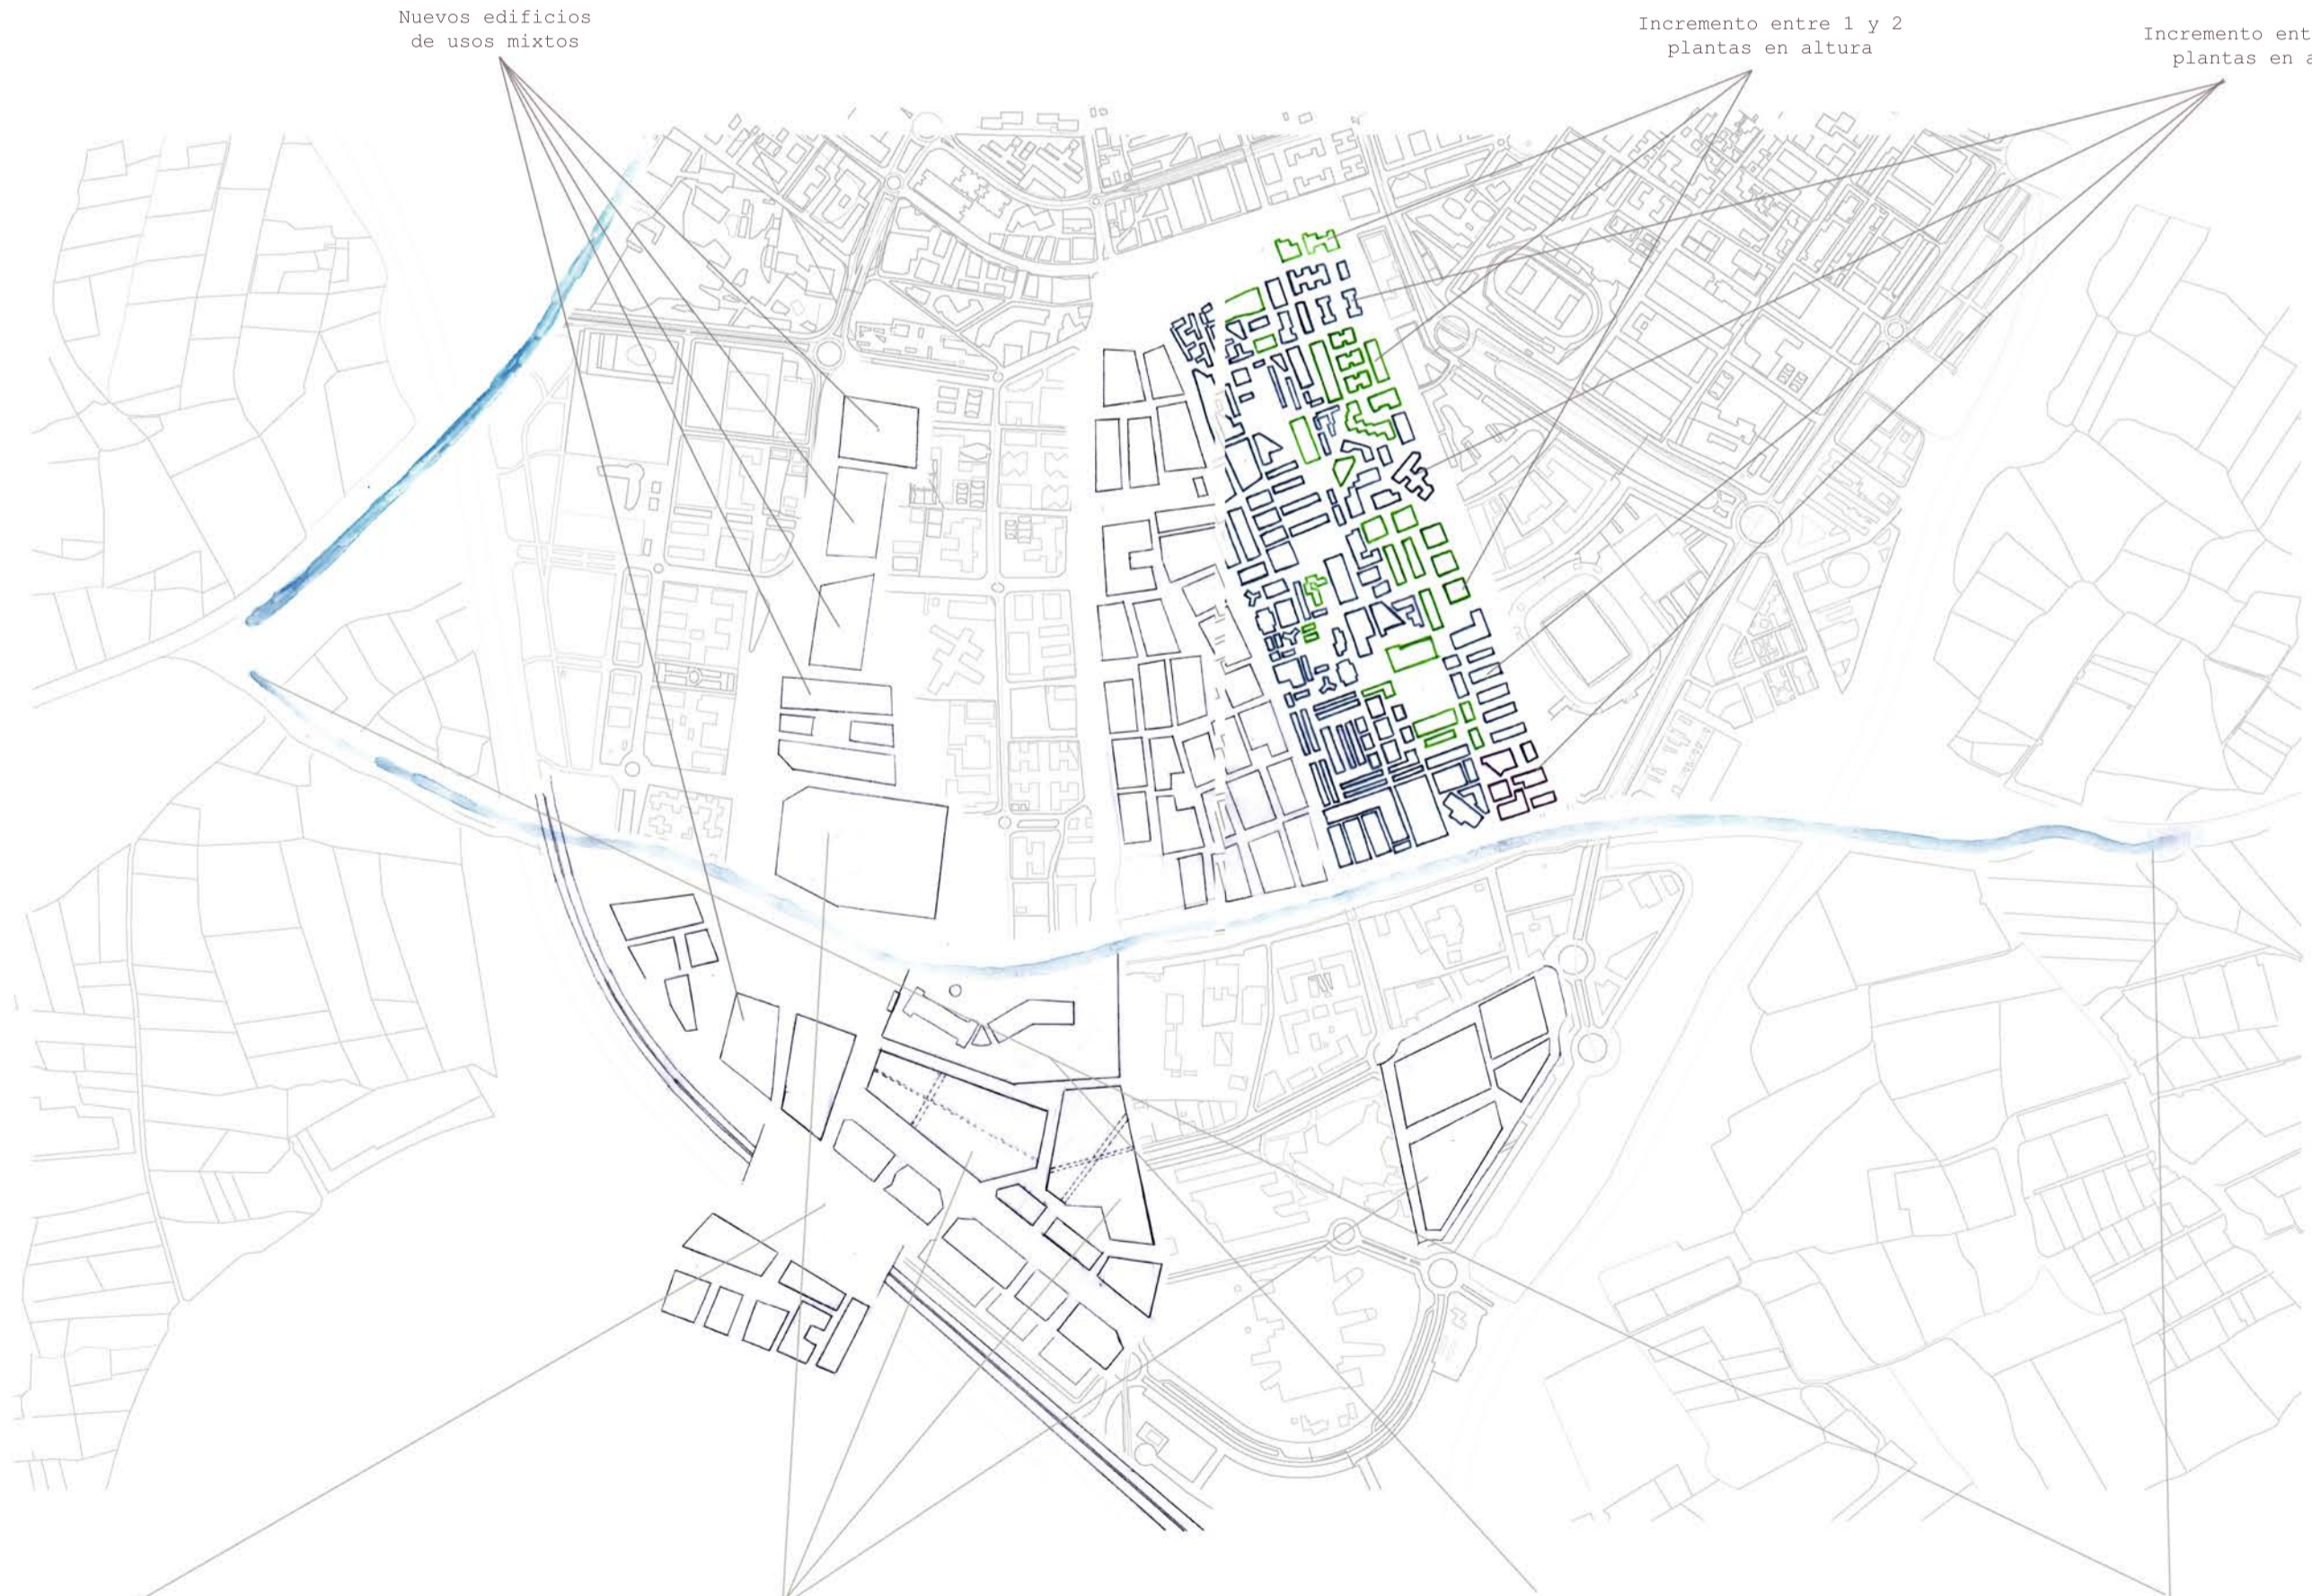 Nuevos edificios
de usos mixtos
Incremento entre 1 y 2
plantas en altura
Incremento ent
plantas en a